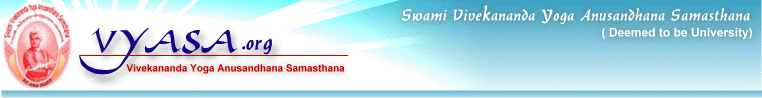 Swami Vivekananda Yoga Anusandhana Samasthana
( Deemed to be University)
VYASA.org
Vivekananda Yoga Anusandhana Samasthana